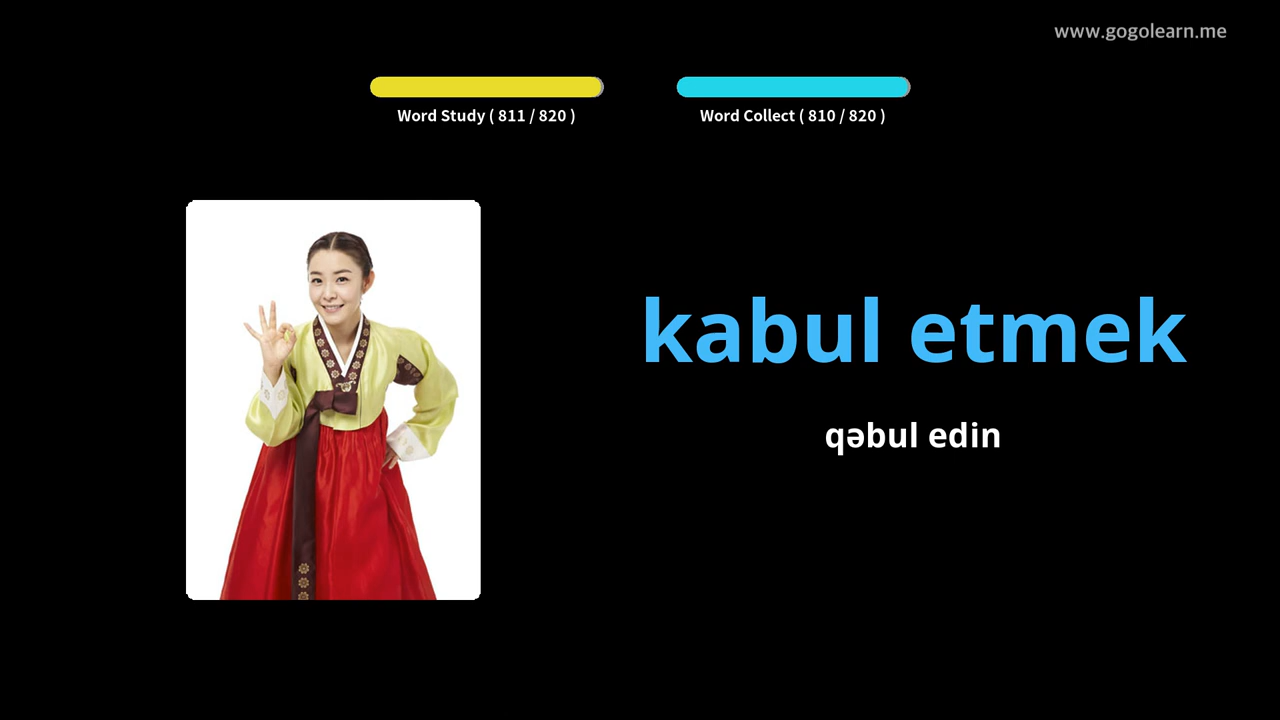 www.gogolearn.me
Word Study ( 811 / 820 )
Word Collect ( 810 / 820 )
kabul etmek
qəbul edin